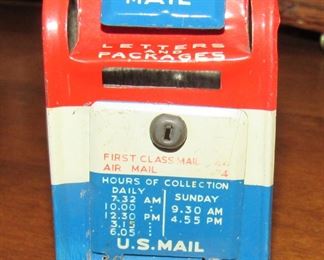 MAIL
LETTERS
AND
PACKAGES
FIRST CLASS MAIL
AIR MAIL 4
HOURS OF COLLECTION
DAILY SUNDAY
7.32 AM 9.30 AM
10.00 : 4.55 PM
12.30 PM
3.15 :
6.05 :
U.S. MAIL